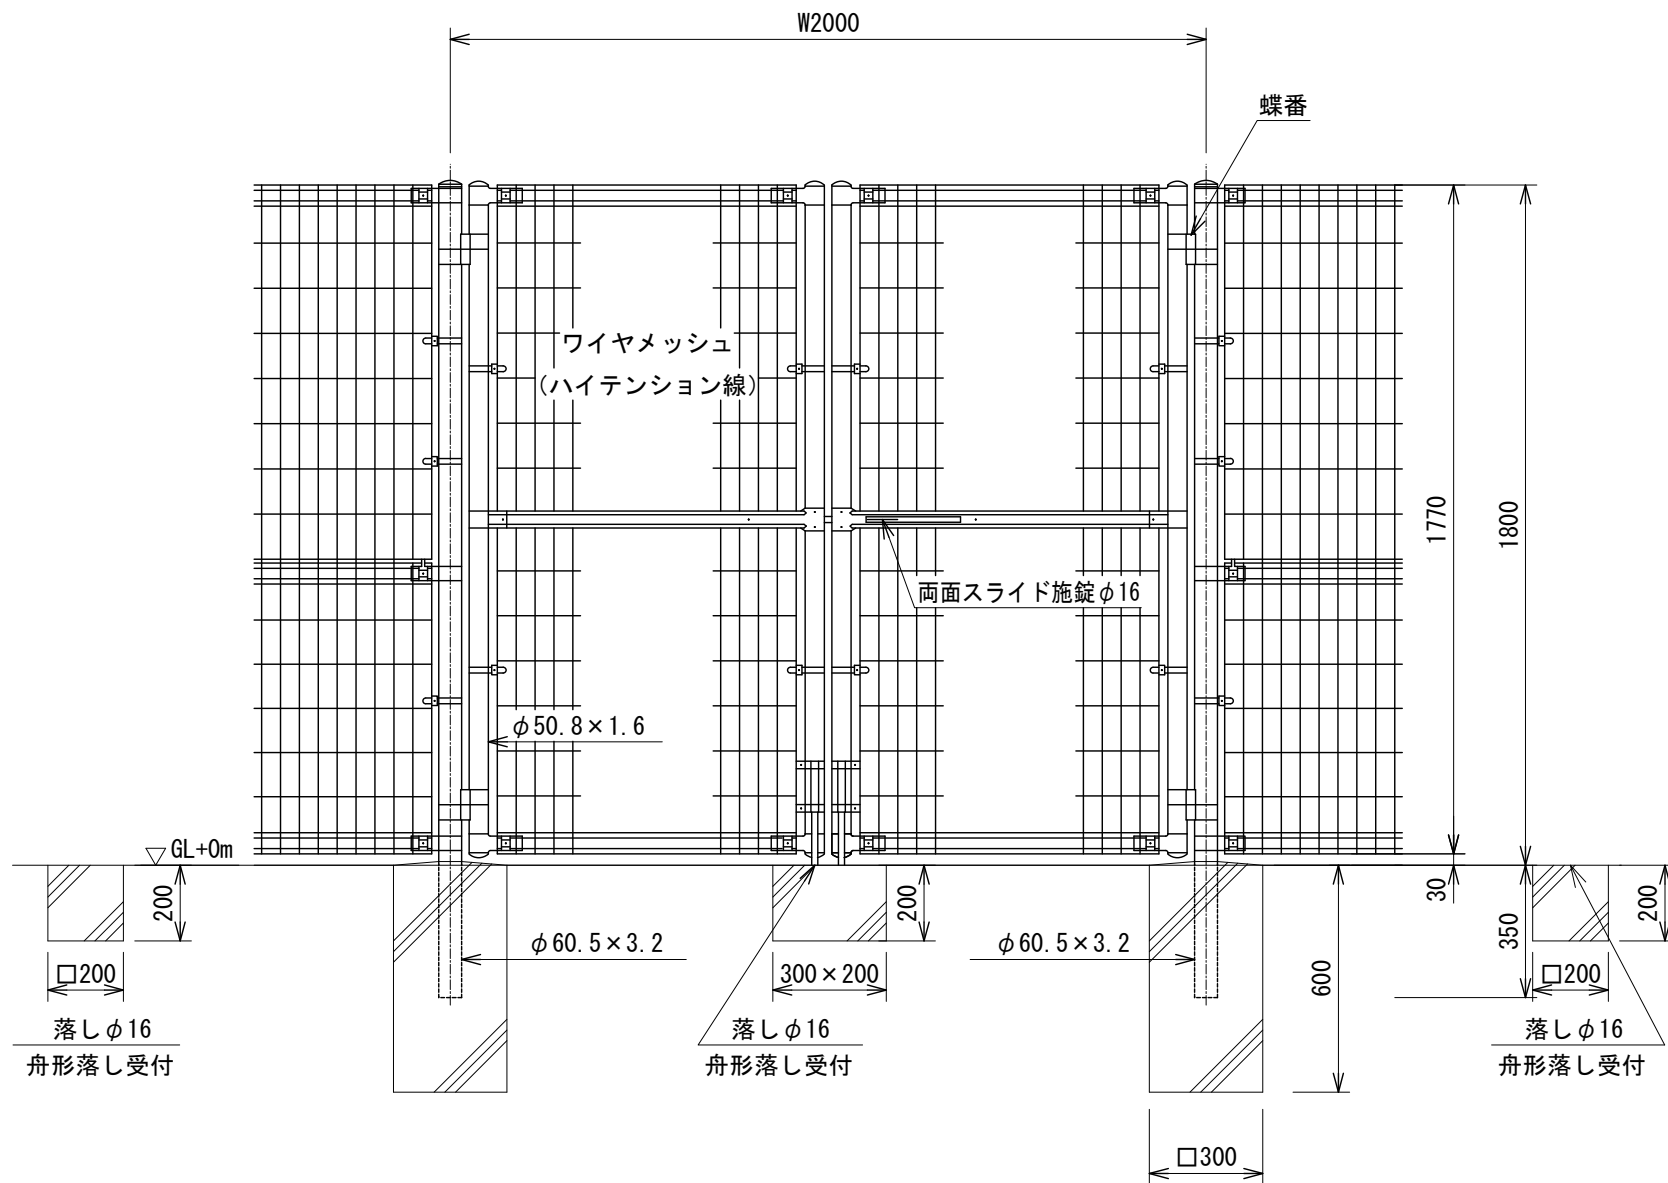 W2000
蝶番
ワイヤメッシュ
(ハイテンション線)
1770
1800
両面スライド施錠φ16
φ50.8×1.6
GL+0m
200
200
30
200
φ60.5×3.2
φ60.5×3.2
350
600
□200
300×200
□200
落しφ16
舟形落し受付
落しφ16
舟形落し受付
落しφ16
舟形落し受付
□300